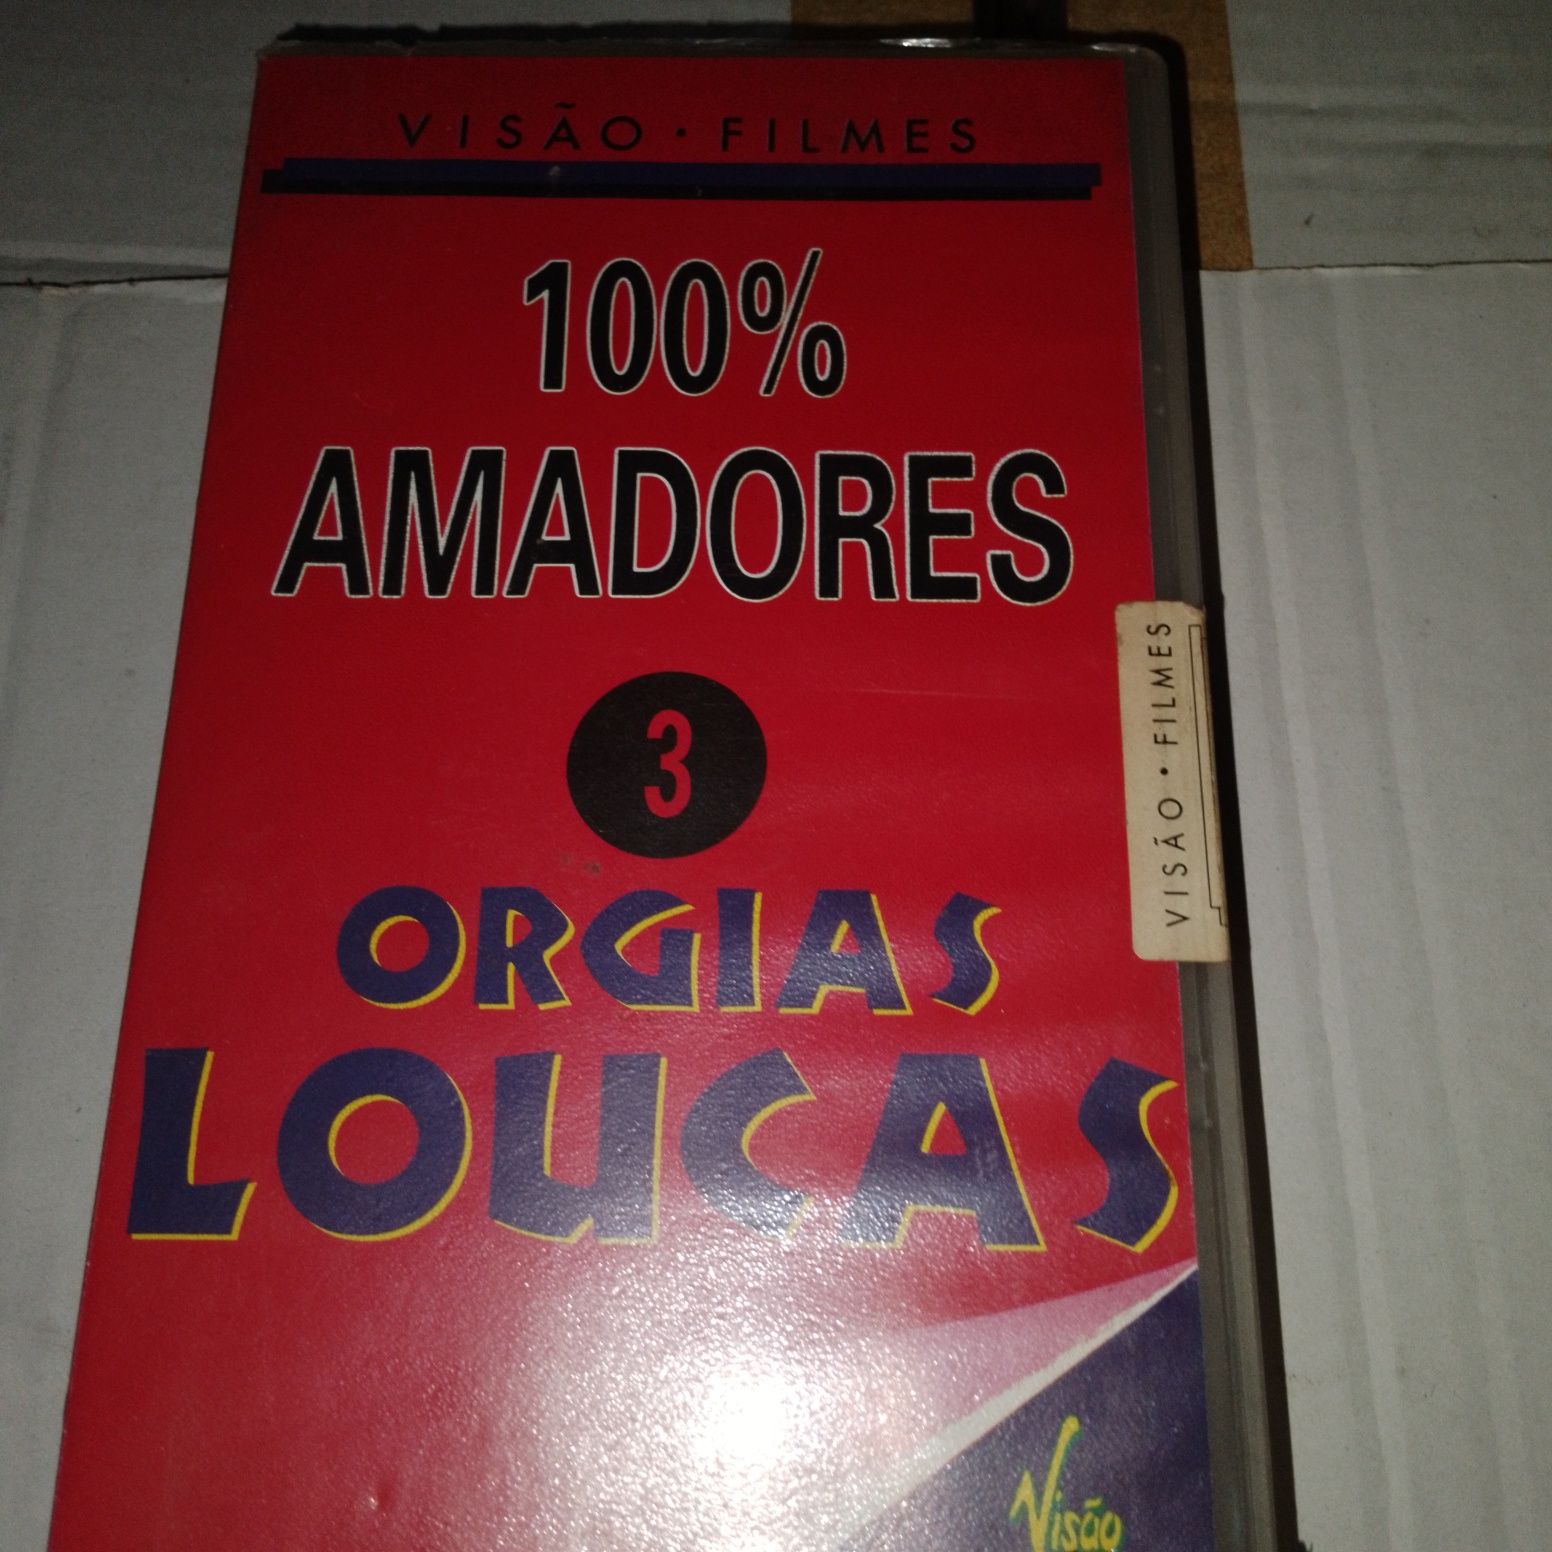 VISÃO · FILMES
100%
AMADORES
3
ORGIAS
LOUCAS
VISÃO · FILMES
Visão